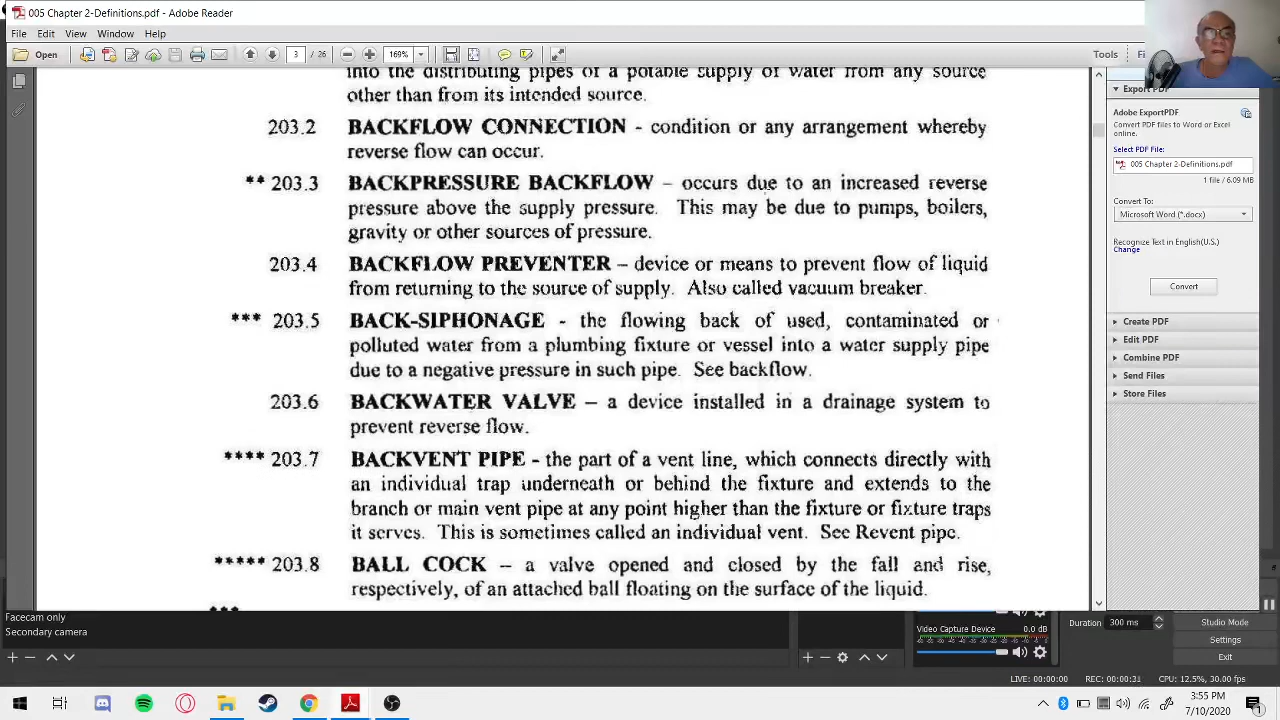 005 Chapter 2-Definitions.pdf - Adobe Reader
File Edit View Window Help
Open 3 / 26 169% Tools
into the distributing pipes of a potable supply of water from any source
other than from its intended source.
203.2 BACKFLOW CONNECTION - condition or any arrangement whereby
reverse flow can occur.
** 203.3 BACKPRESSURE BACKFLOW – occurs due to an increased reverse
pressure above the supply pressure. This may be due to pumps, boilers,
gravity or other sources of pressure.
203.4 BACKFLOW PREVENTER – device or means to prevent flow of liquid
from returning to the source of supply. Also called vacuum breaker.
*** 203.5 BACK-SIPHONAGE - the flowing back of used, contaminated or
polluted water from a plumbing fixture or vessel into a water supply pipe
due to a negative pressure in such pipe. See backflow.
203.6 BACKWATER VALVE – a device installed in a drainage system to
prevent reverse flow.
**** 203.7 BACKVENT PIPE - the part of a vent line, which connects directly with
an individual trap underneath or behind the fixture and extends to the
branch or main vent pipe at any point higher than the fixture or fixture traps
it serves. This is sometimes called an individual vent. See Revent pipe.
***** 203.8 BALL COCK – a valve opened and closed by the fall and rise,
respectively, of an attached ball floating on the surface of the liquid.
***
Export PDF
Adobe ExportPDF
Convert PDF files to Word or Excel
online.
Select PDF File:
005 Chapter 2-Definitions.pdf
1 file / 6.09 MB
Convert To:
Microsoft Word (*.docx)
Recognize Text in English(U.S.)
Change
Convert
Create PDF
Edit PDF
Combine PDF
Send Files
Store Files
Facecam only
Secondary camera
Video Capture Device 0.0 dB
Duration 300 ms
Studio Mode
Settings
Exit
LIVE: 00:00:00 REC: 00:00:31 CPU: 12.5%, 30.00 fps
3:55 PM
7/10/2020